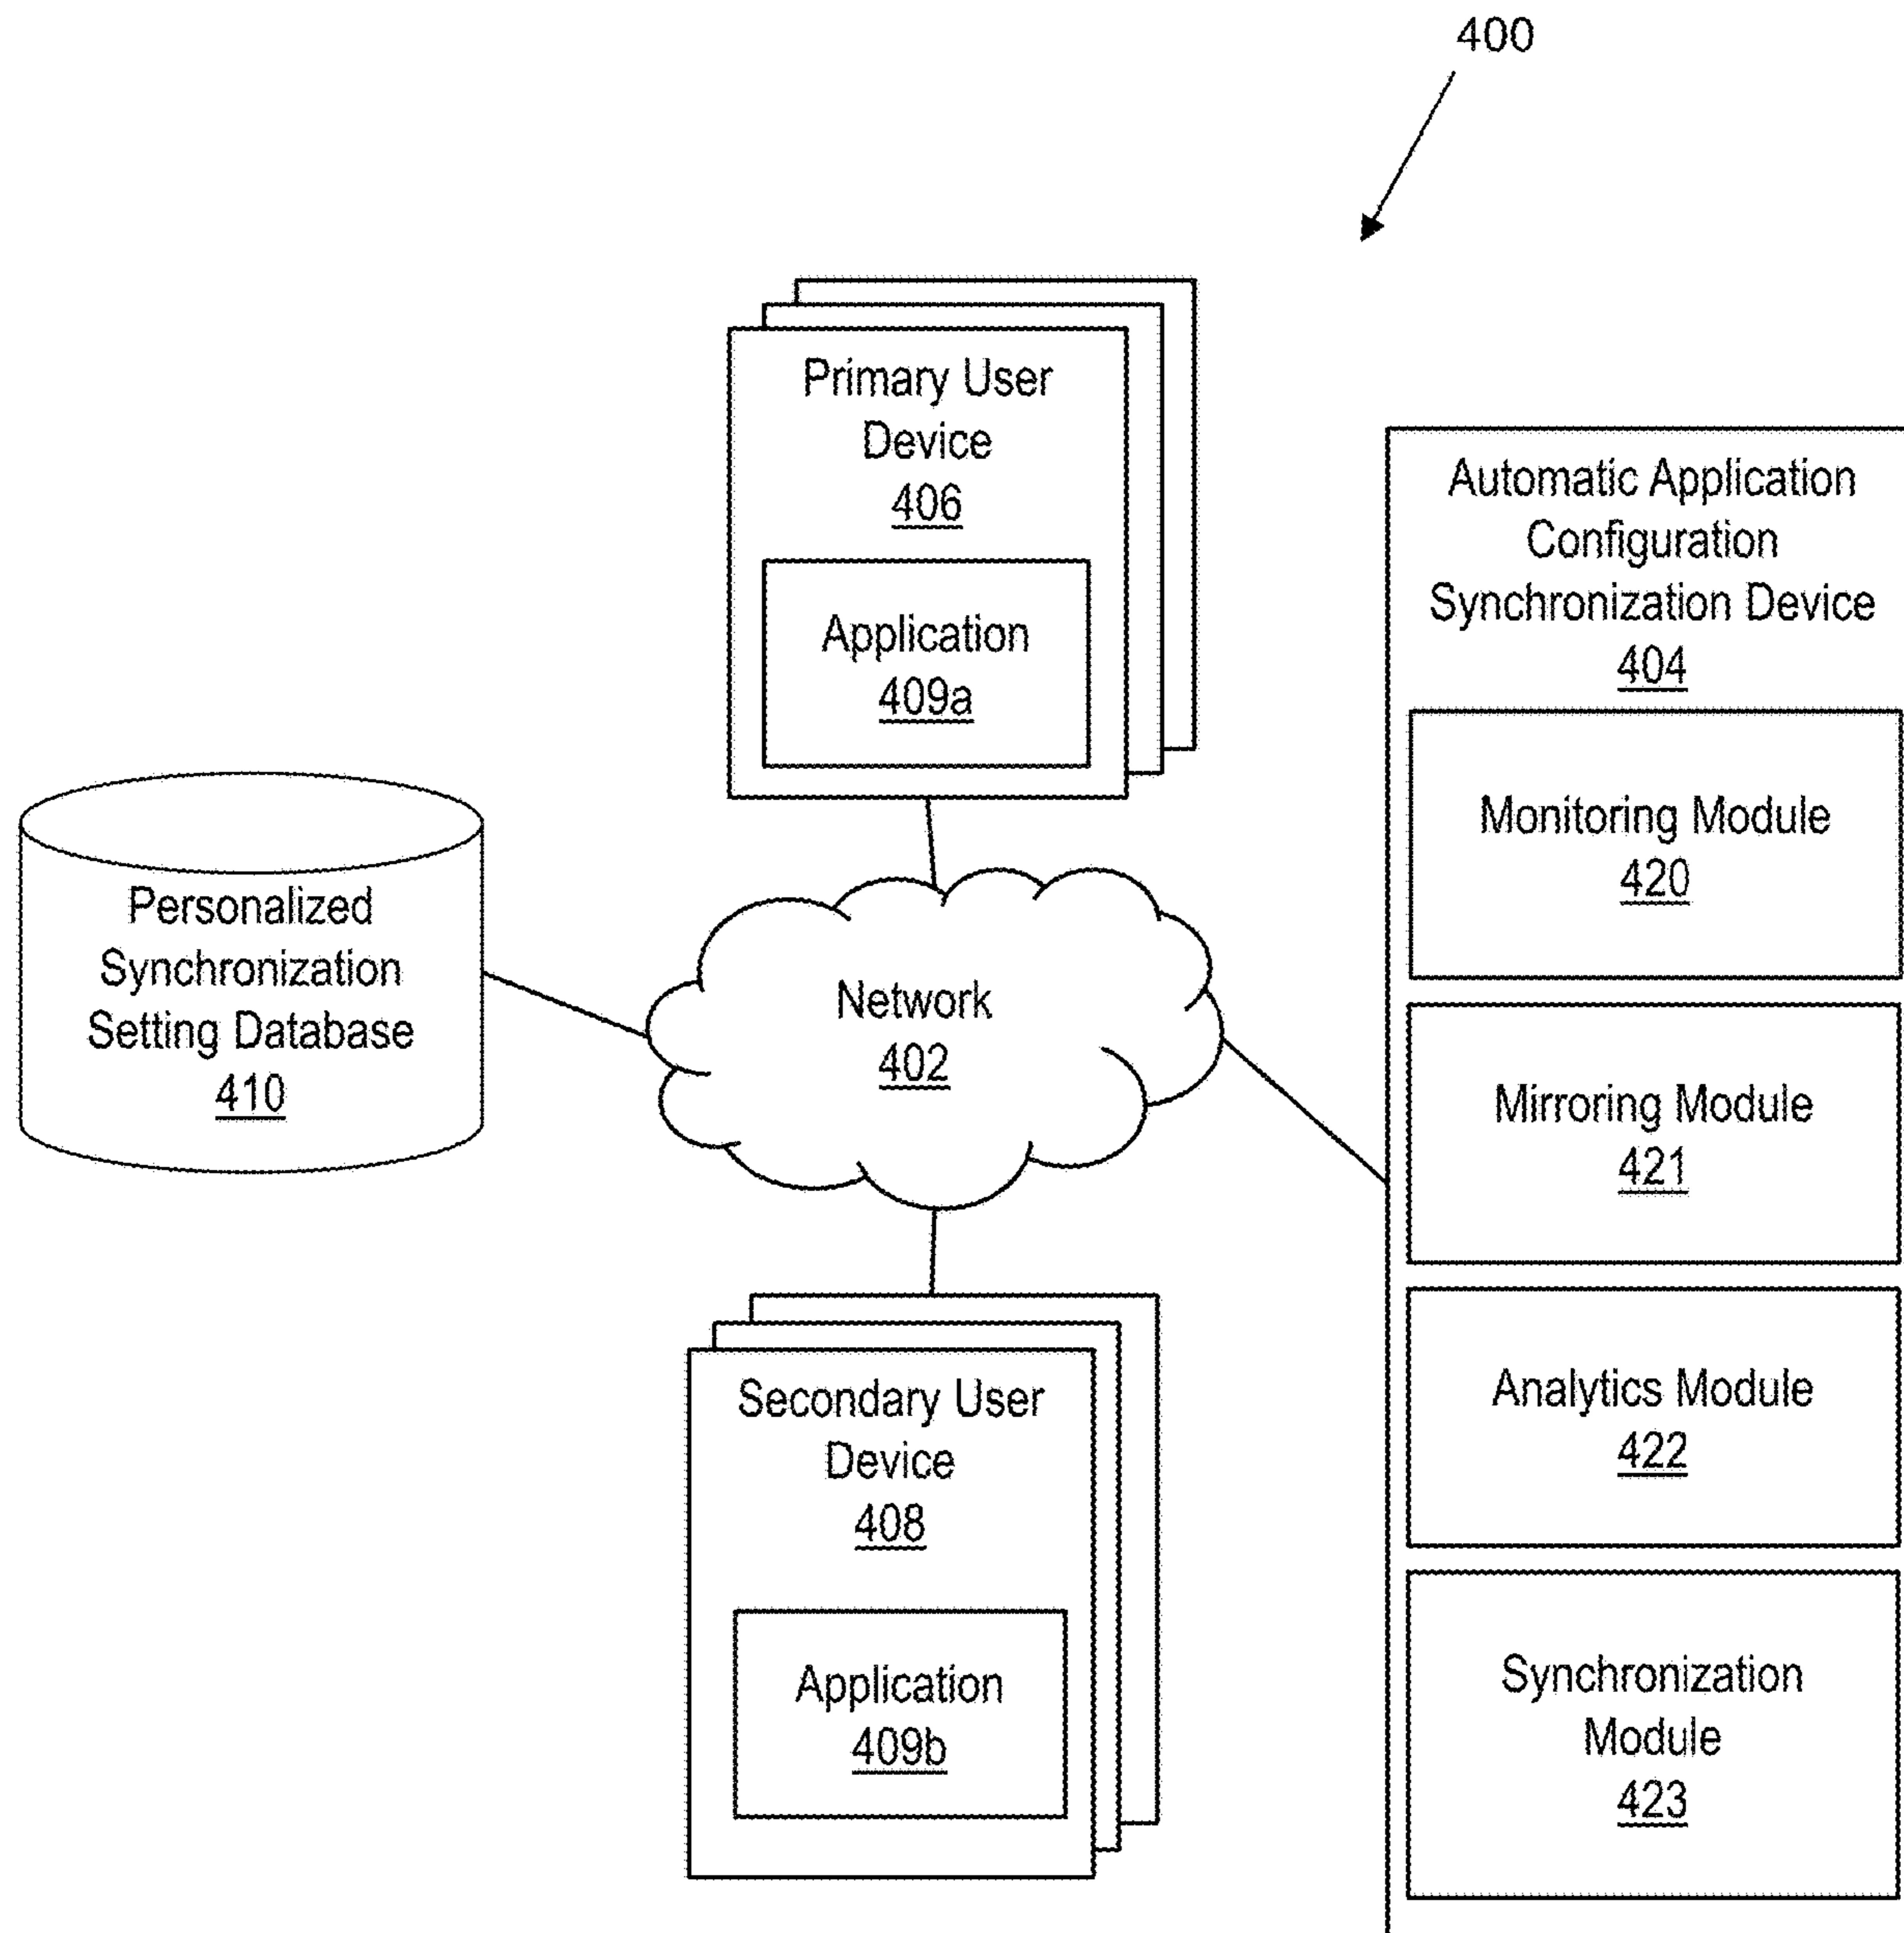 400
Primary User
Device
406
Application
409a
Automatic Application
Configuration
Synchronization Device
404
Monitoring Module
420
Mirroring Module
421
Analytics Module
422
Synchronization
Module
423
Personalized
Synchronization
Setting Database
410
Network
402
Secondary User
Device
408
Application
409b